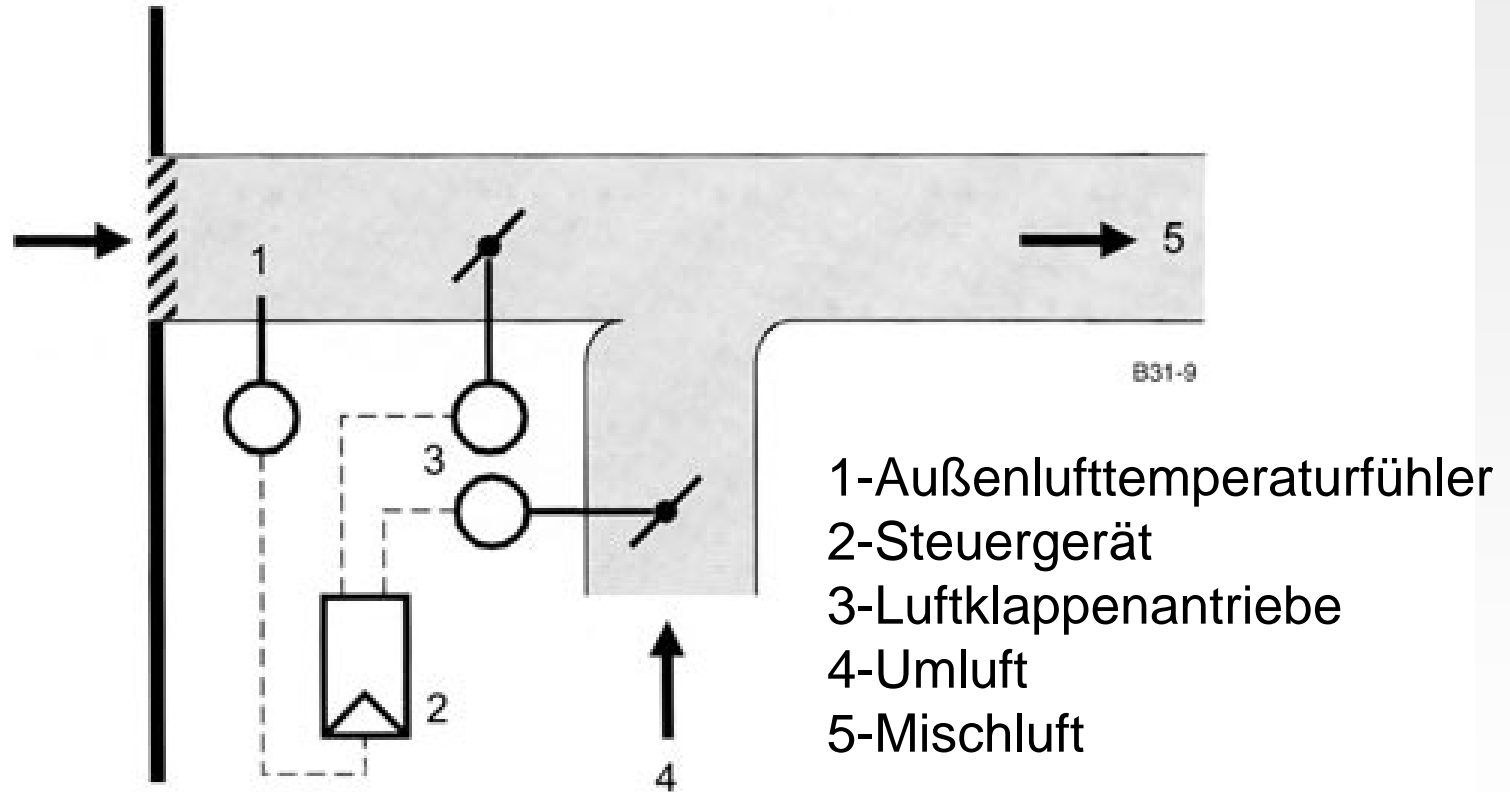 1
5
B31-9
3
2
4
1-Außenlufttemperaturfühler
2-Steuergerät
3-Luftklappenantriebe
4-Umluft
5-Mischluft